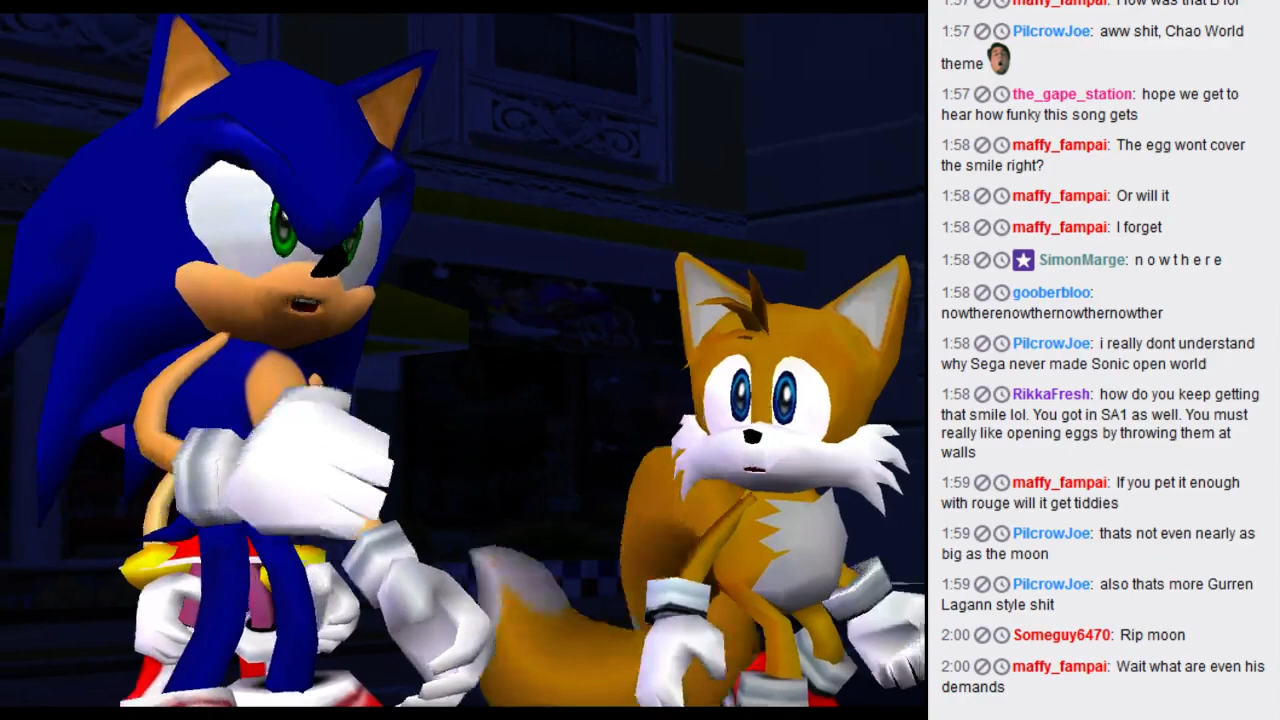 1:57 maffy_fampai: How was that B lol
1:57 PilcrowJoe: aww shit, Chao World
theme
1:57 the_gape_station: hope we get to
hear how funky this song gets
1:58 maffy_fampai: The egg wont cover
the smile right?
1:58 maffy_fampai: Or will it
1:58 maffy_fampai: I forget
1:58 SimonMarge: n o w t h e r e
1:58 gooberbloo:
nowtherenowthernowthernowther
1:58 PilcrowJoe: i really dont understand
why Sega never made Sonic open world
1:58 RikkaFresh: how do you keep getting
that smile lol. You got in SA1 as well. You must
really like opening eggs by throwing them at
walls
1:59 maffy_fampai: If you pet it enough
with rouge will it get tiddies
1:59 PilcrowJoe: thats not even nearly as
big as the moon
1:59 PilcrowJoe: also thats more Gurren
Lagann style shit
2:00 Someguy6470: Rip moon
2:00 maffy_fampai: Wait what are even his
demands